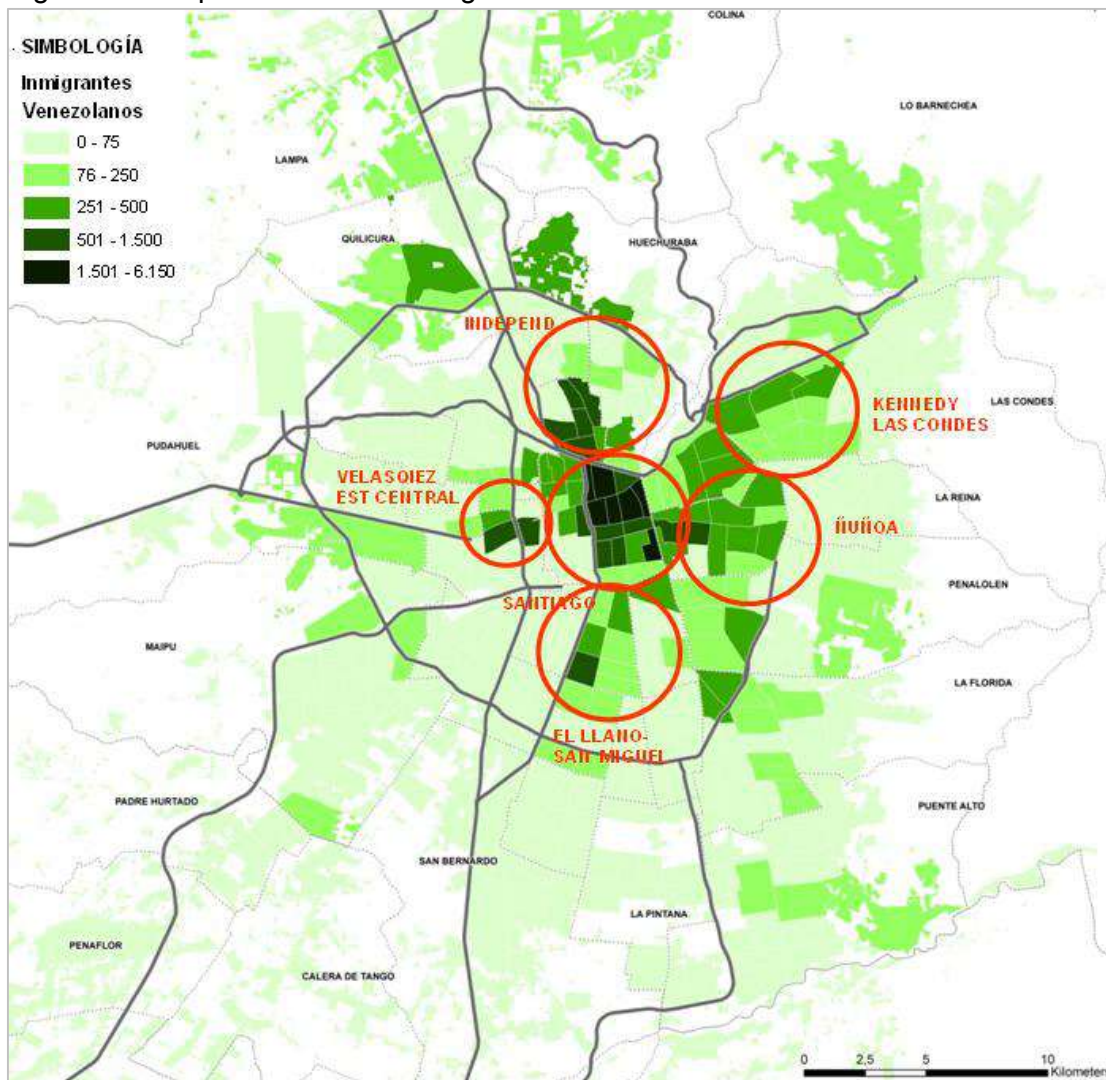 SIMBOLOGÍA
Inmigrantes
Venezolanos
0 - 75
76 - 250
251 - 500
501 - 1.500
1.501 - 6.150
COLINA
LO BARNECHEA
LAMPA
QUILICURA
HUECHURABA
INDEPEND
KENNEDY
LAS CONDES
LAS CONDES
PUDAHUEL
VELASQIEZ
EST CENTRAL
LA REINA
ÑUÑOA
PENALOLEN
SANTIAGO
MAIPU
LA FLORIDA
EL LLANO-
SAN MIGUEL
PADRE HURTADO
PUENTE ALTO
SAN BERNARDO
LA PINTANA
PENAFLOR
CALERA DE TANGO
0 2,5 5 10
Kilometers